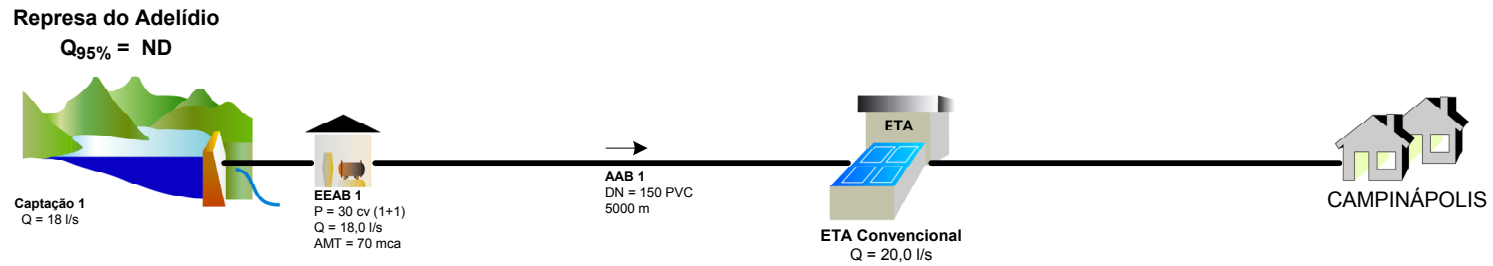 Represa do Adelídio
Q95% = ND
Captação 1
Q = 18 l/s
EEAB 1
P = 30 cv (1+1)
Q = 18,0 l/s
AMT = 70 mca
AAB 1
DN = 150 PVC
5000 m
ETA
ETA Convencional
Q = 20,0 l/s
CAMPINÁPOLIS